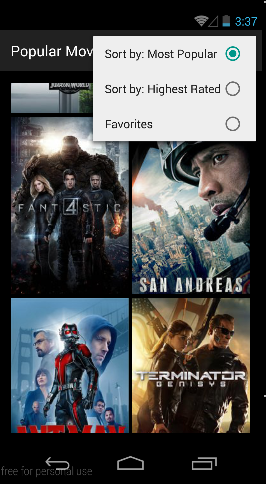 3:37
Popular Mov
Sort by: Most Popular
Sort by: Highest Rated
Favorites
JURASSIC WORLD
FANT4STIC
SAN ANDREAS
ANT-MAN
TERMINATOR
GENISYS
free for personal use